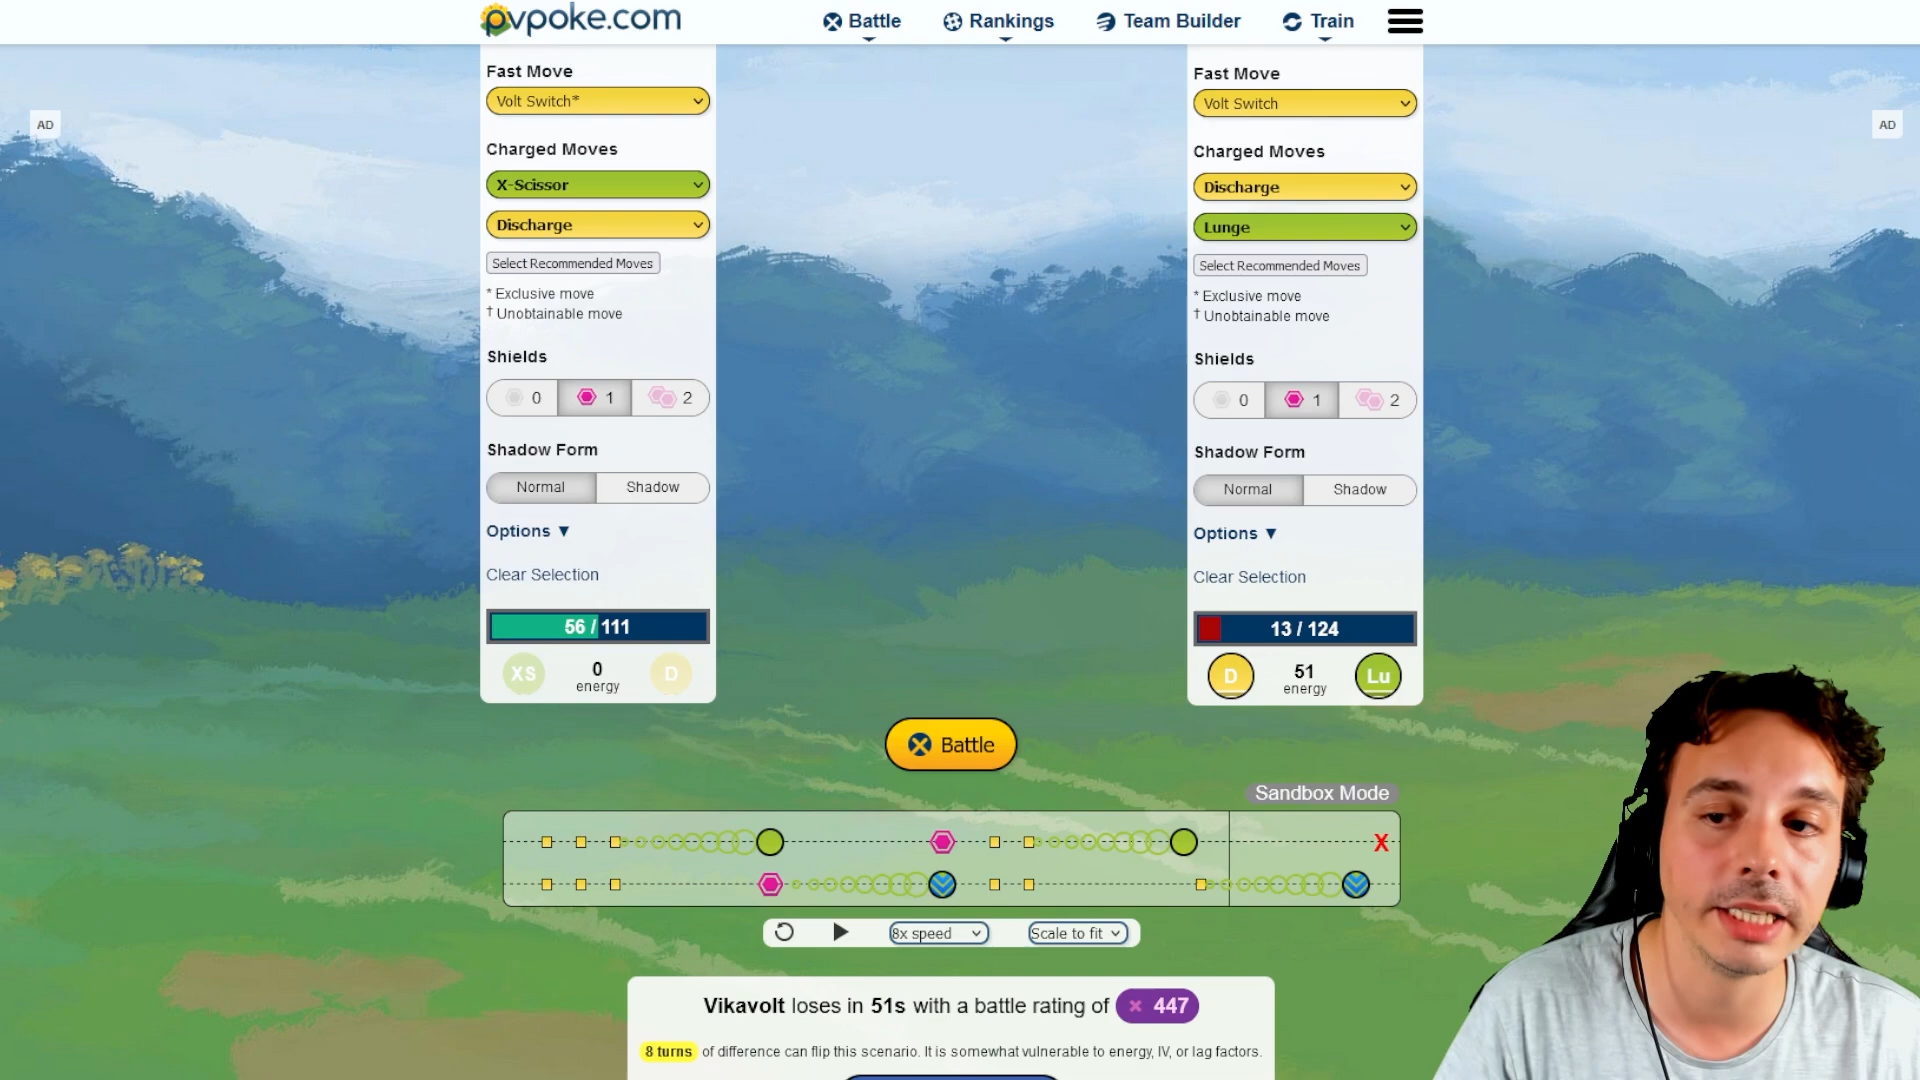 pvpoke.com
Battle
Rankings
Team Builder
Train
AD
AD
Fast Move
Volt Switch*
Charged Moves
X-Scissor
Discharge
Select Recommended Moves
* Exclusive move
† Unobtainable move
Shields
0
1
2
Shadow Form
Normal
Shadow
Options ▼
Clear Selection
56 / 111
XS
0
energy
D
Fast Move
Volt Switch
Charged Moves
Discharge
Lunge
Select Recommended Moves
* Exclusive move
† Unobtainable move
Shields
0
1
2
Shadow Form
Normal
Shadow
Options ▼
Clear Selection
13 / 124
D
51
energy
Lu
Battle
Sandbox Mode
X
8x speed
Scale to fit
Vikavolt loses in 51s with a battle rating of × 447
8 turns of difference can flip this scenario. It is somewhat vulnerable to energy, IV, or lag factors.